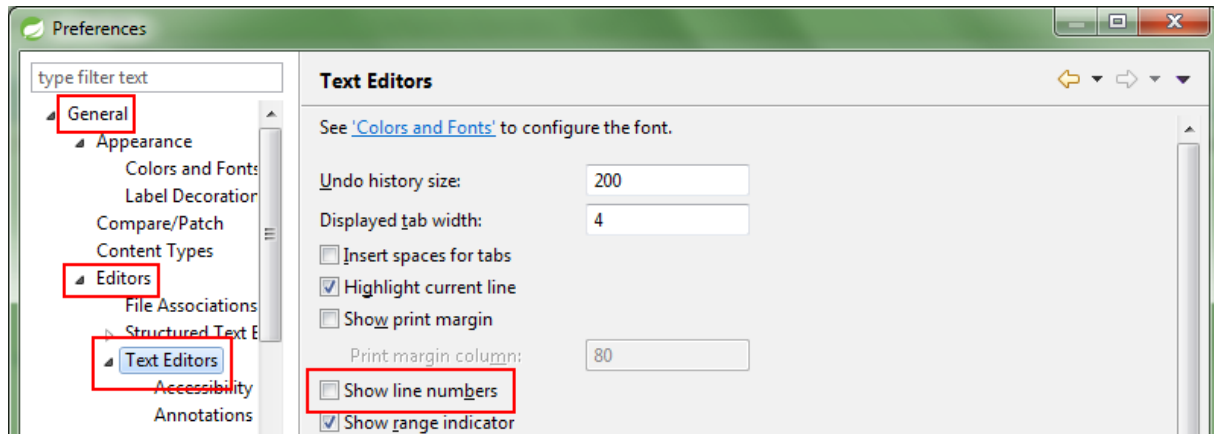 Preferences
type filter text
General
Appearance
Colors and Fonts
Label Decoration
Compare/Patch
Content Types
Editors
File Associations
Structured Text E
Text Editors
Accessibility
Annotations
Text Editors
See 'Colors and Fonts' to configure the font.
Undo history size: 200
Displayed tab width: 4
Insert spaces for tabs
Highlight current line
Show print margin
Print margin column: 80
Show line numbers
Show range indicator